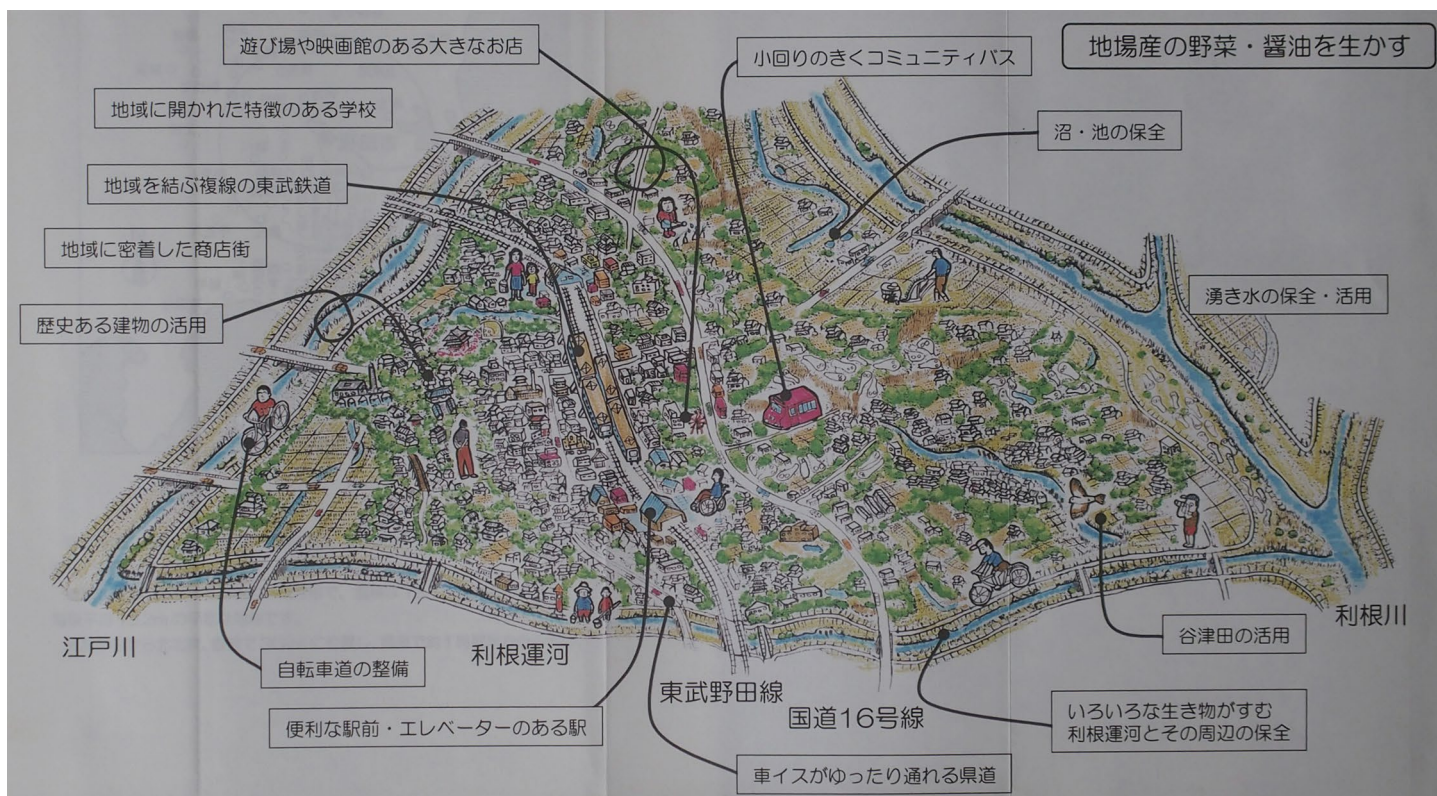 地場産の野菜・醤油を生かす
遊び場や映画館のある大きなお店
小回りのきくコミュニティバス
地域に開かれた特徴のある学校
沼・池の保全
地域を結ぶ複線の東武鉄道
地域に密着した商店街
湧き水の保全・活用
歴史ある建物の活用
江戸川
利根川
谷津田の活用
自転車道の整備
利根運河
東武野田線
国道16号線
いろいろな生き物がすむ
利根運河とその周辺の保全
便利な駅前・エレベーターのある駅
車イスがゆったり通れる県道